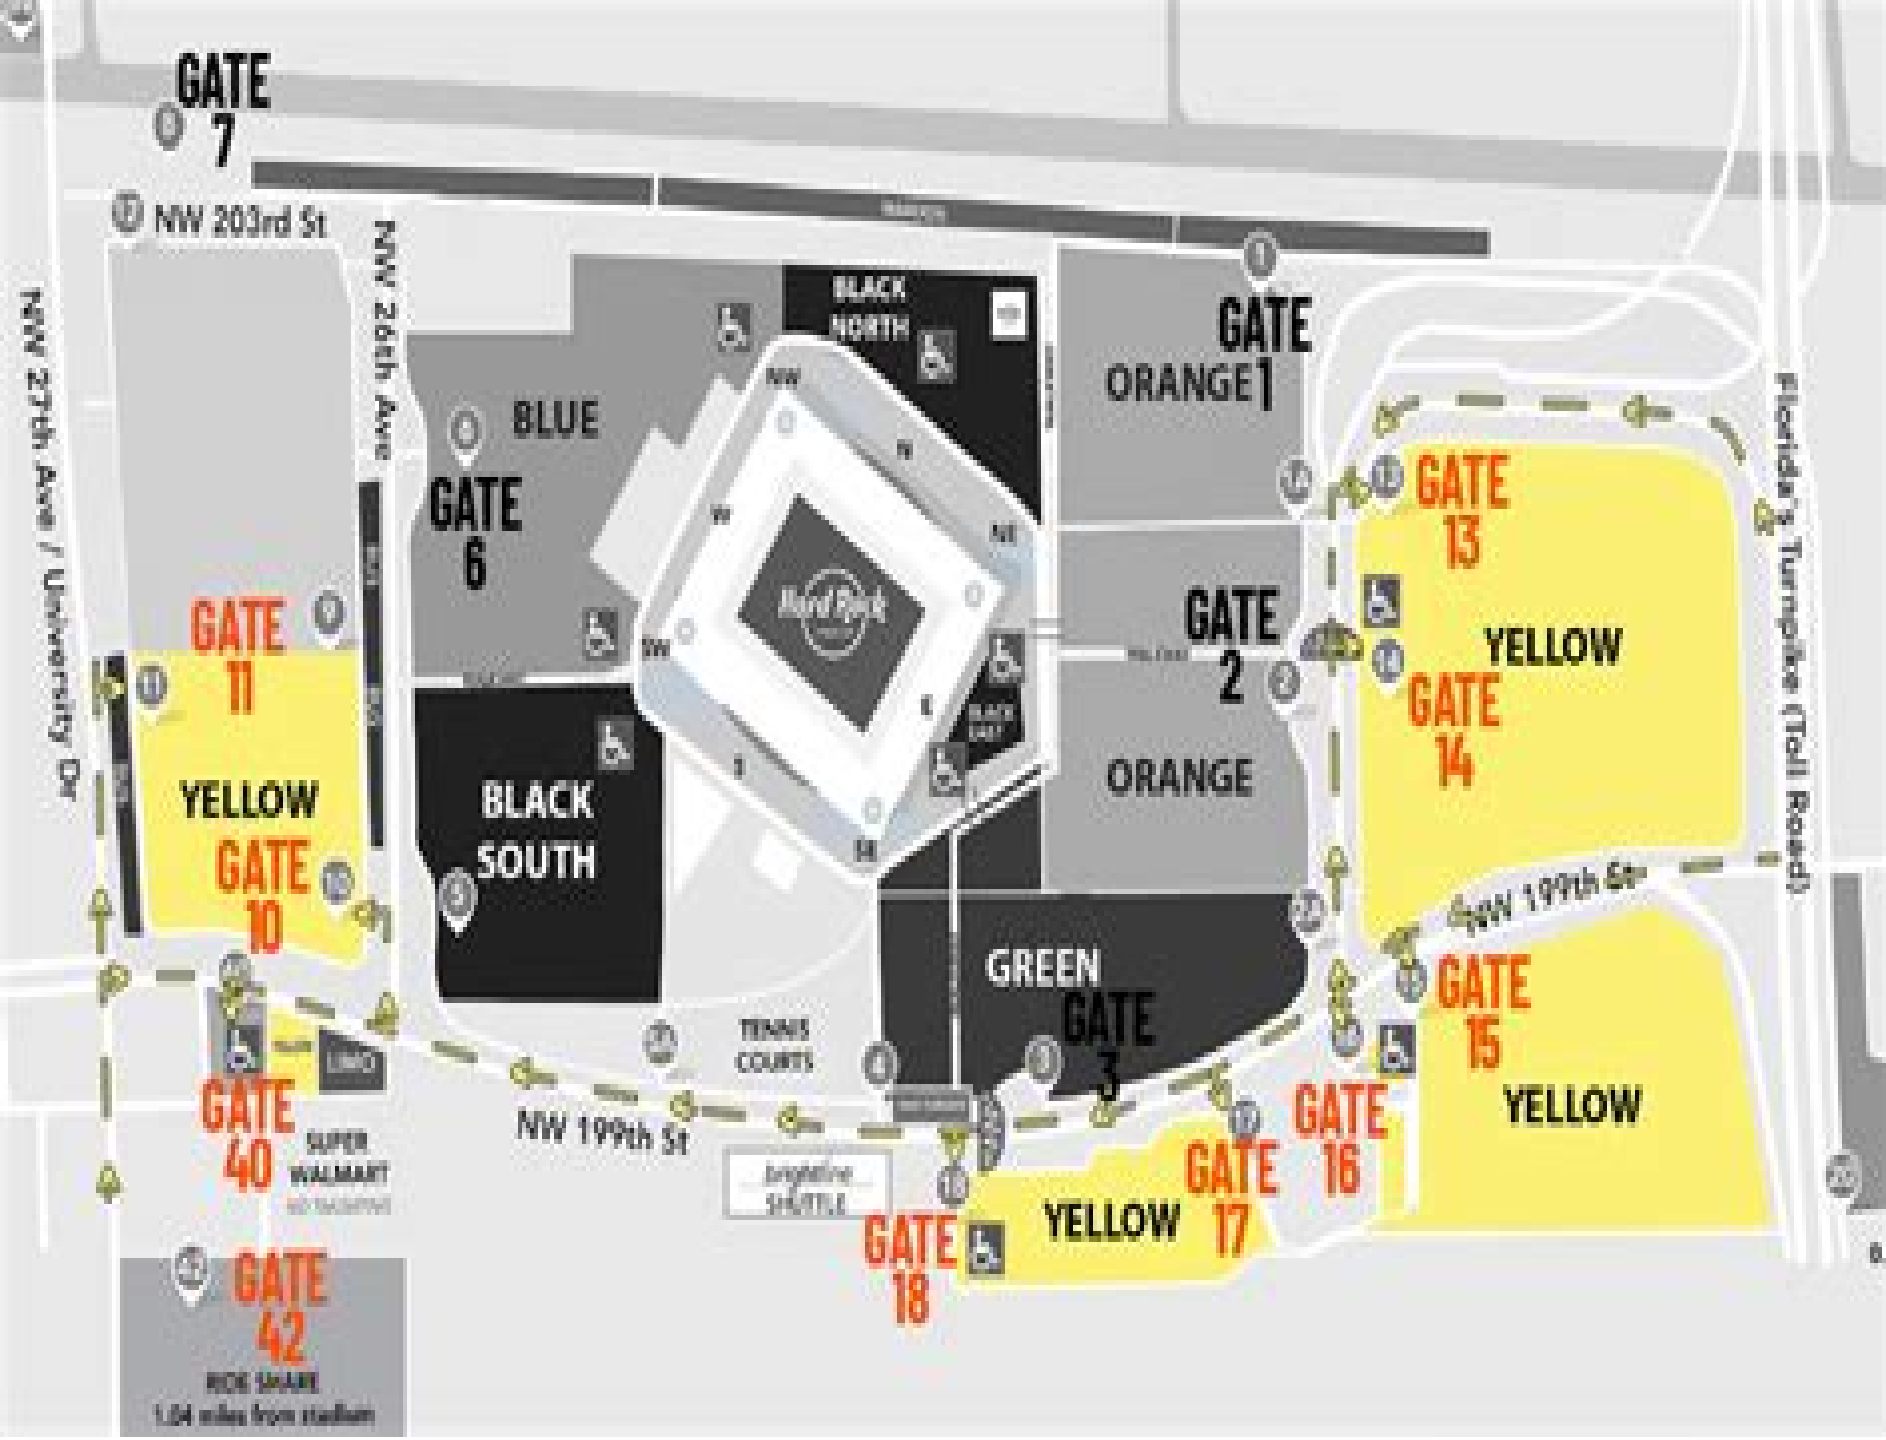 GATE
7
NW 203rd St
NW 26th Ave
NW 27th Ave / University Dr
BLACK
NORTH
GATE
1
ORANGE
BLUE
GATE
6
NW
N
NE
W
SW
S
E
SE
Hard Rock
GATE
13
YELLOW
GATE
14
Florida's Turnpike (Toll Road)
GATE
2
ORANGE
BLACK
EAST
GATE
11
YELLOW
GATE
10
BLACK
SOUTH
GREEN
GATE
3
NW 199th St
GATE
15
YELLOW
GATE
16
TENNIS
COURTS
LIMO
GATE
40
SUPER
WALMART
NW 199th St
brightline
SHUTTLE
GATE
17
YELLOW
GATE
18
GATE
42
RIDE SHARE
1.04 miles from stadium